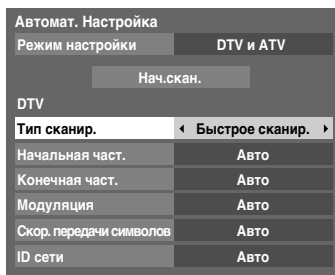 Автомат. Настройка
Режим настройки DTV и ATV
Нач.скан.
DTV
Тип сканир. Быстрое сканир.
Начальная част. Авто
Конечная част. Авто
Модуляция Авто
Скор. передачи символов Авто
ID сети Авто